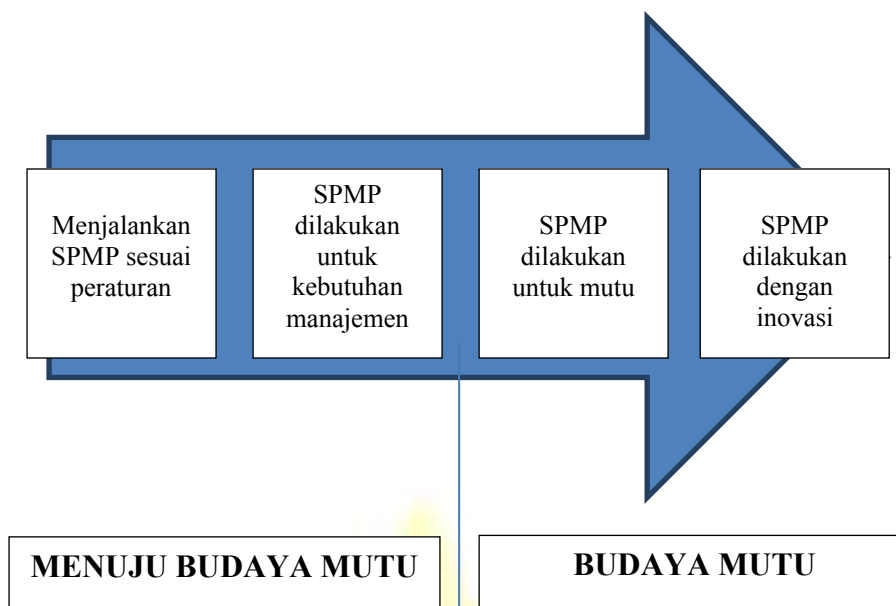 Menjalankan
SPMP sesuai
peraturan
SPMP
dilakukan
untuk
kebutuhan
manajemen
SPMP
dilakukan
untuk mutu
SPMP
dilakukan
dengan
inovasi
MENUJU BUDAYA MUTU
BUDAYA MUTU